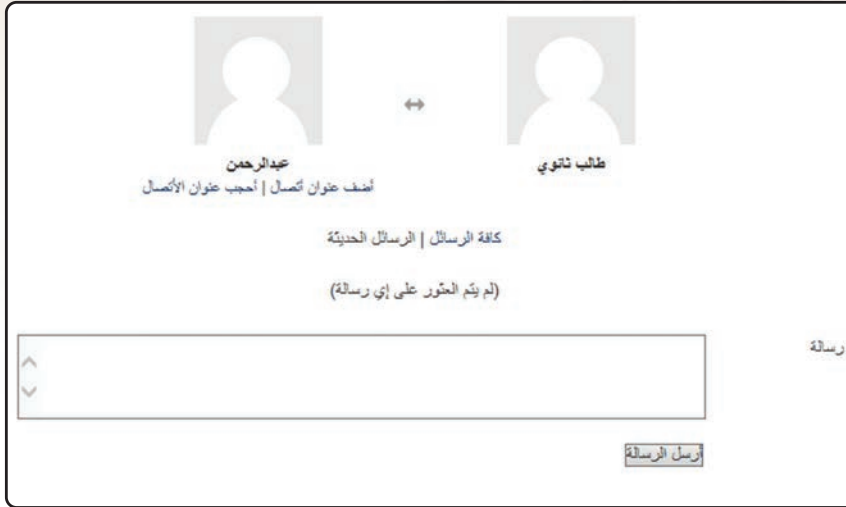 طالب ثانوي
عبدالرحمن
أضف عنوان أتصال | أحجب عنوان الأتصال
كافة الرسائل | الرسائل الحديثة
(لم يتم العثور على إي رسالة)
رسالة
أرسل الرسالة